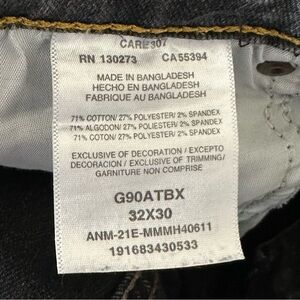 CARE 307
RN 130273 CA55394
MADE IN BANGLADESH
HECHO EN BANGLADESH
FABRIQUE AU BANGLADESH
71% COTTON/ 27% POLYESTER/ 2% SPANDEX
71% ALGODON/ 27% POLYESTER/ 2% SPANDEX
71% COTON/ 27% POLYESTER/ 2% SPANDEX
EXCLUSIVE OF DECORATION / EXCEPTO
DECORACION / EXCLUSIVE OF TRIMMING/
GARNITURE NON COMPRISE
G90ATBX
32X30
ANM-21E-MMMH40611
191683430533